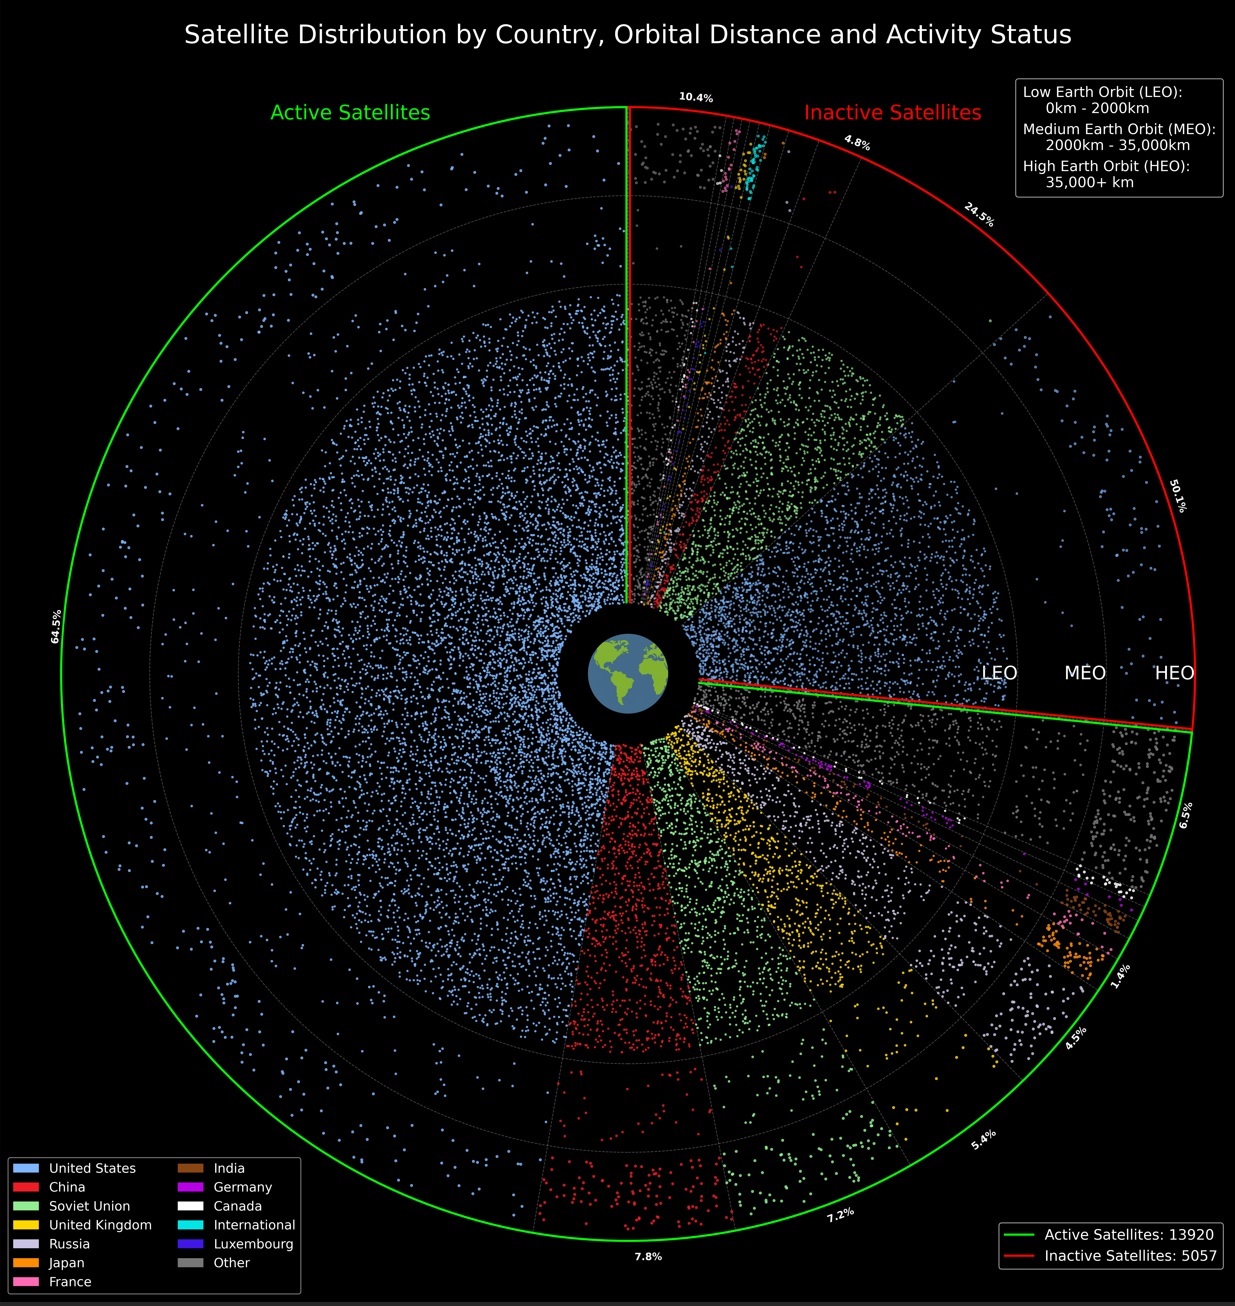 Satellite Distribution by Country, Orbital Distance and Activity Status
Active Satellites
10.4%
Inactive Satellites
4.8%
24.5%
50.1%
Low Earth Orbit (LEO):
0km - 2000km
Medium Earth Orbit (MEO):
2000km - 35,000km
High Earth Orbit (HEO):
35,000+ km
64.5%
LEO
MEO
HEO
6.5%
1.4%
4.5%
5.4%
7.2%
7.8%
United States
China
Soviet Union
United Kingdom
Russia
Japan
France
India
Germany
Canada
International
Luxembourg
Other
Active Satellites: 13920
Inactive Satellites: 5057